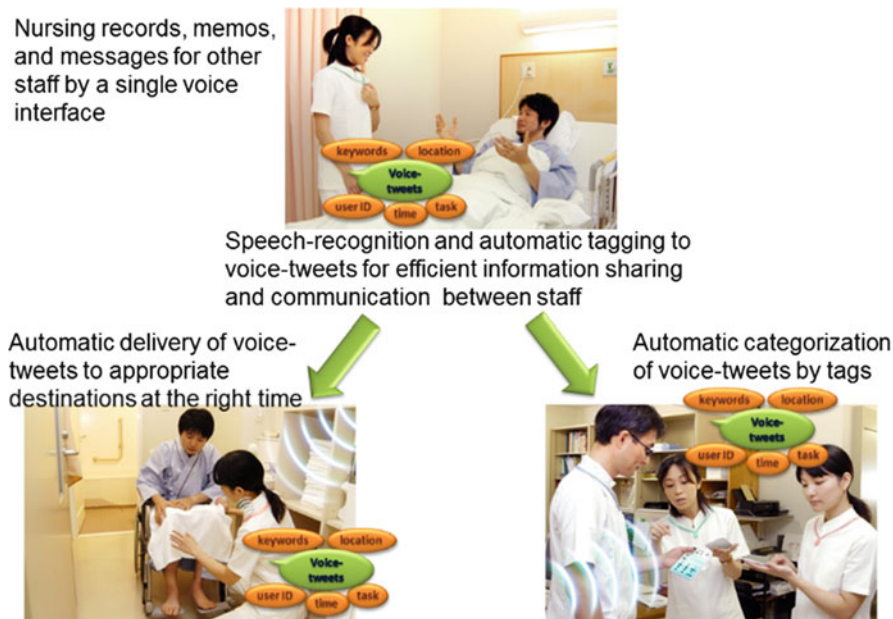 Nursing records, memos,
and messages for other
staff by a single voice
interface
keywords
location
Voice-
tweets
user ID
time
task
Speech-recognition and automatic tagging to
voice-tweets for efficient information sharing
and communication between staff
Automatic delivery of voice-
tweets to appropriate
destinations at the right time
Automatic categorization
of voice-tweets by tags
keywords
location
Voice-
tweets
user ID
time
task
keywords
location
Voice-
tweets
user ID
time
task